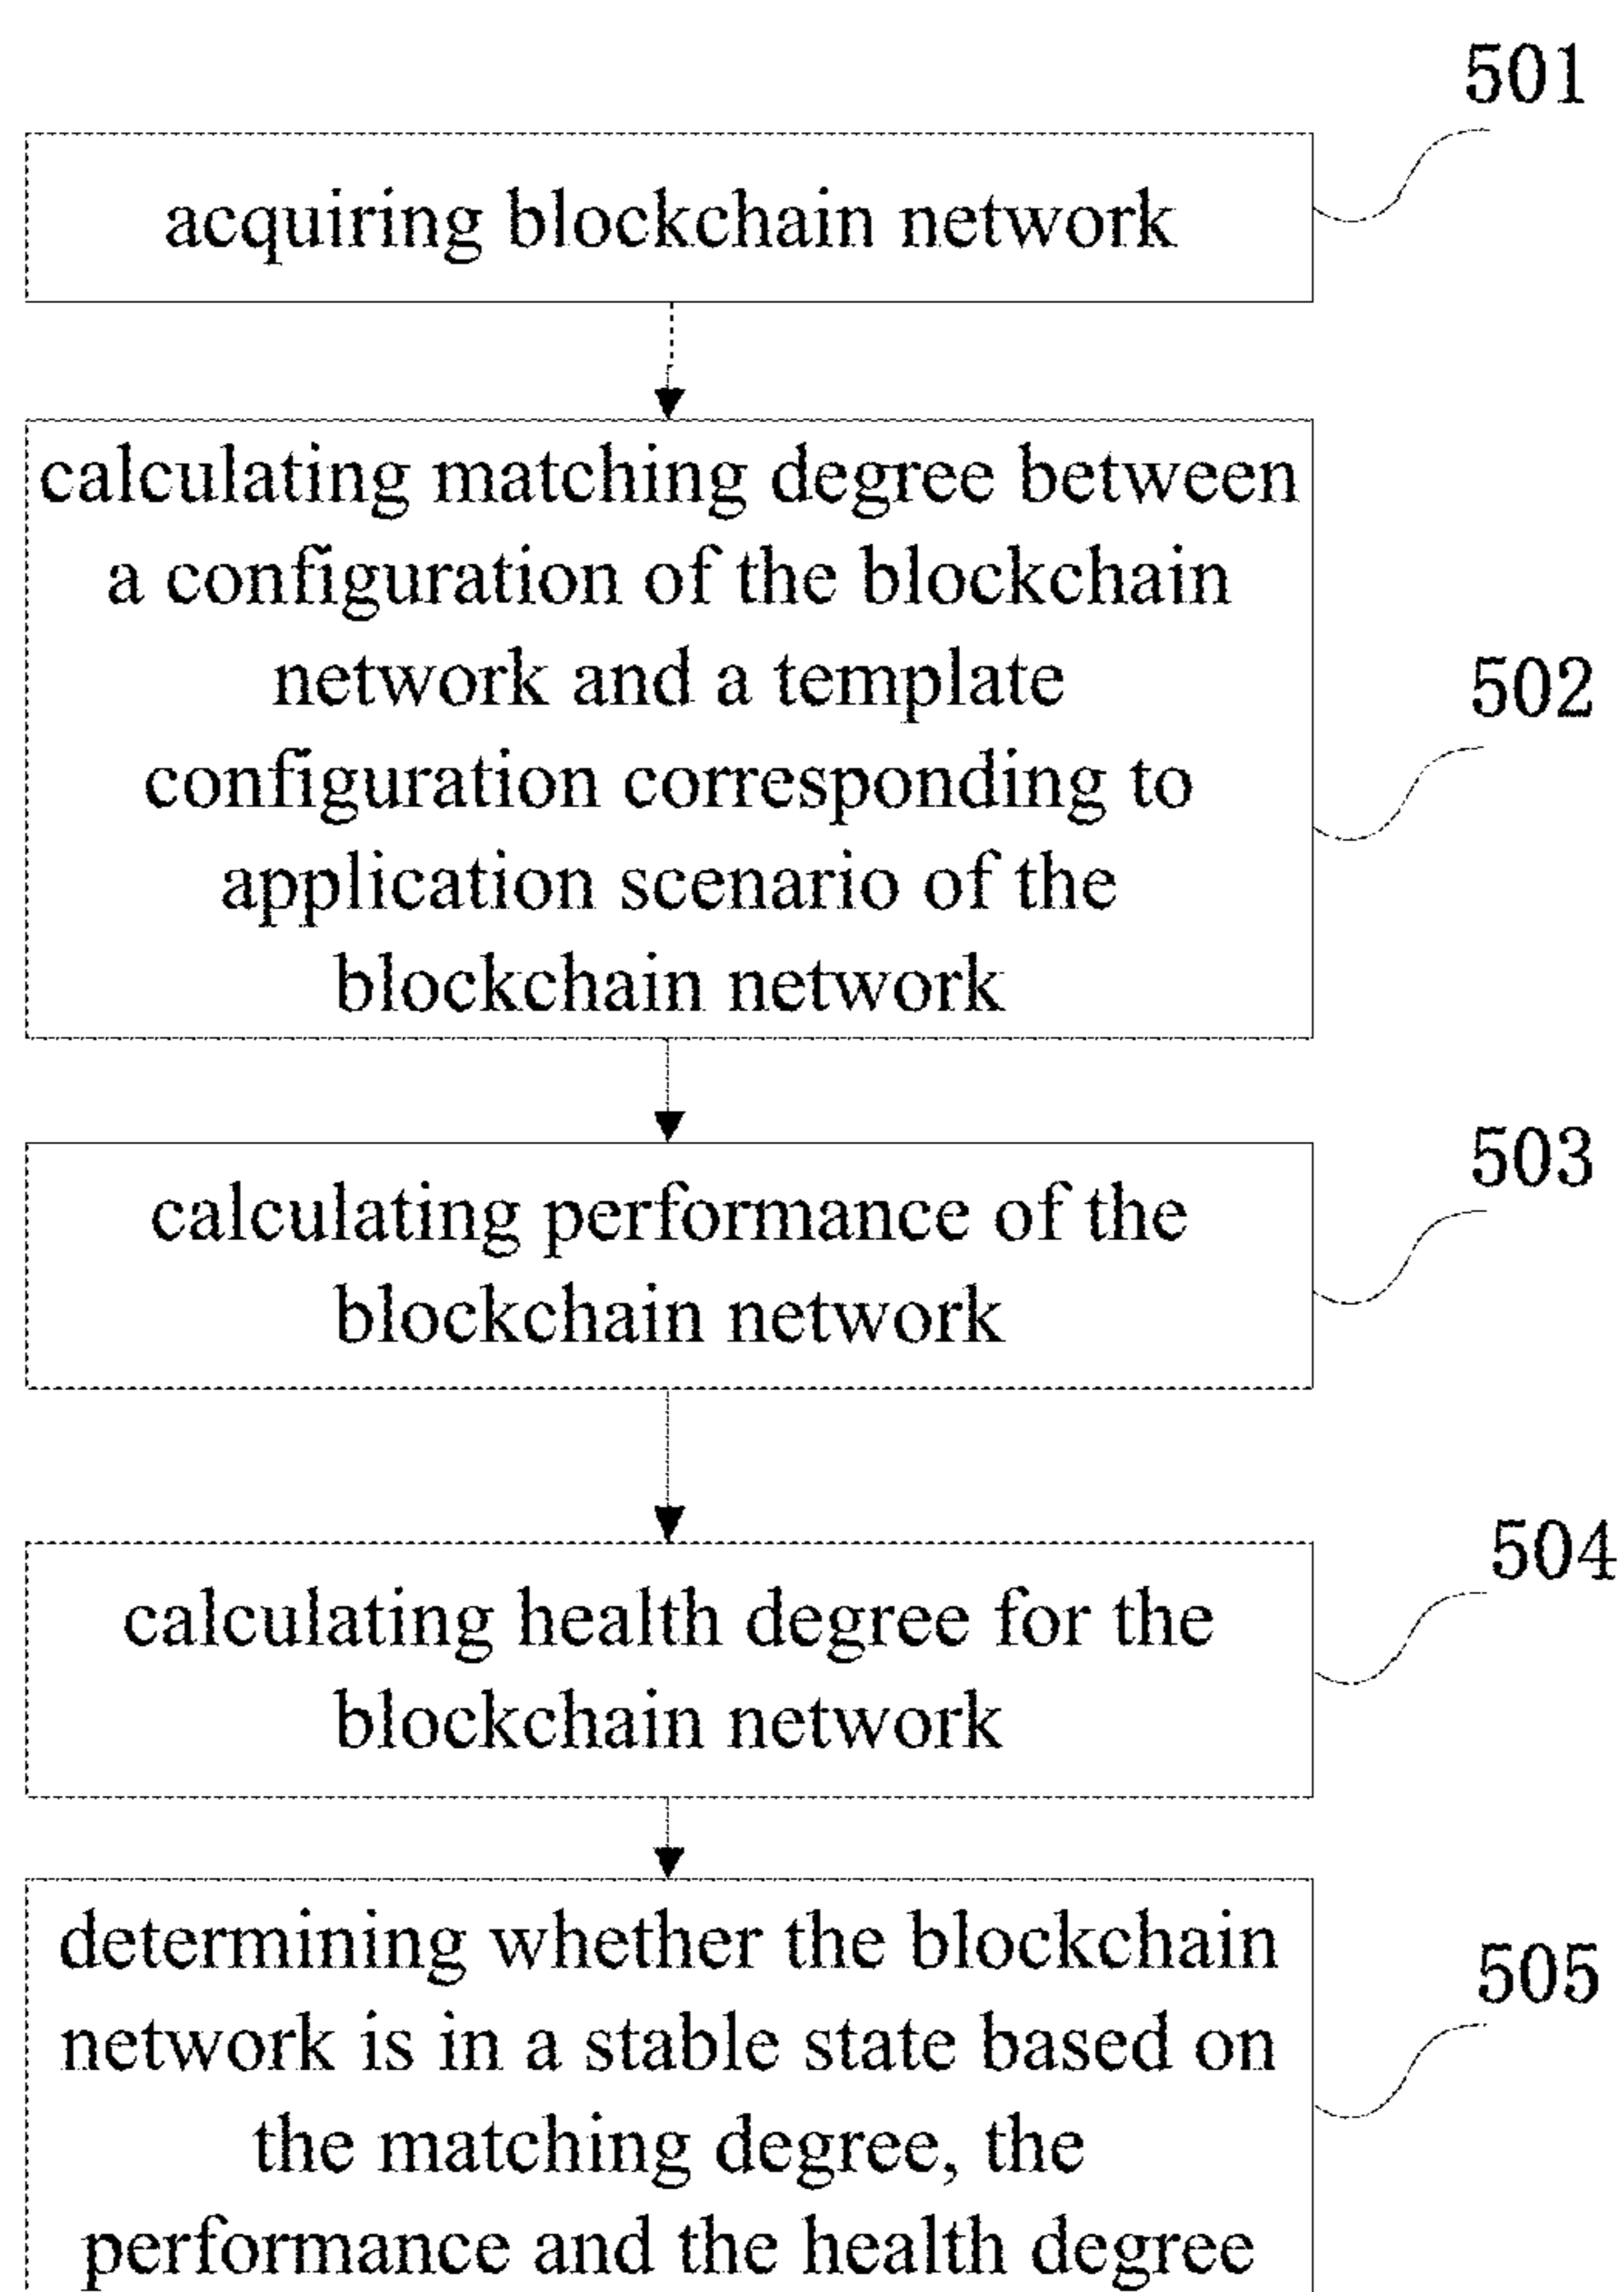 501
acquiring blockchain network
calculating matching degree between
a configuration of the blockchain
network and a template
configuration corresponding to
application scenario of the
blockchain network
502
calculating performance of the
blockchain network
503
calculating health degree for the
blockchain network
504
determining whether the blockchain
network is in a stable state based on
the matching degree, the
performance and the health degree
505